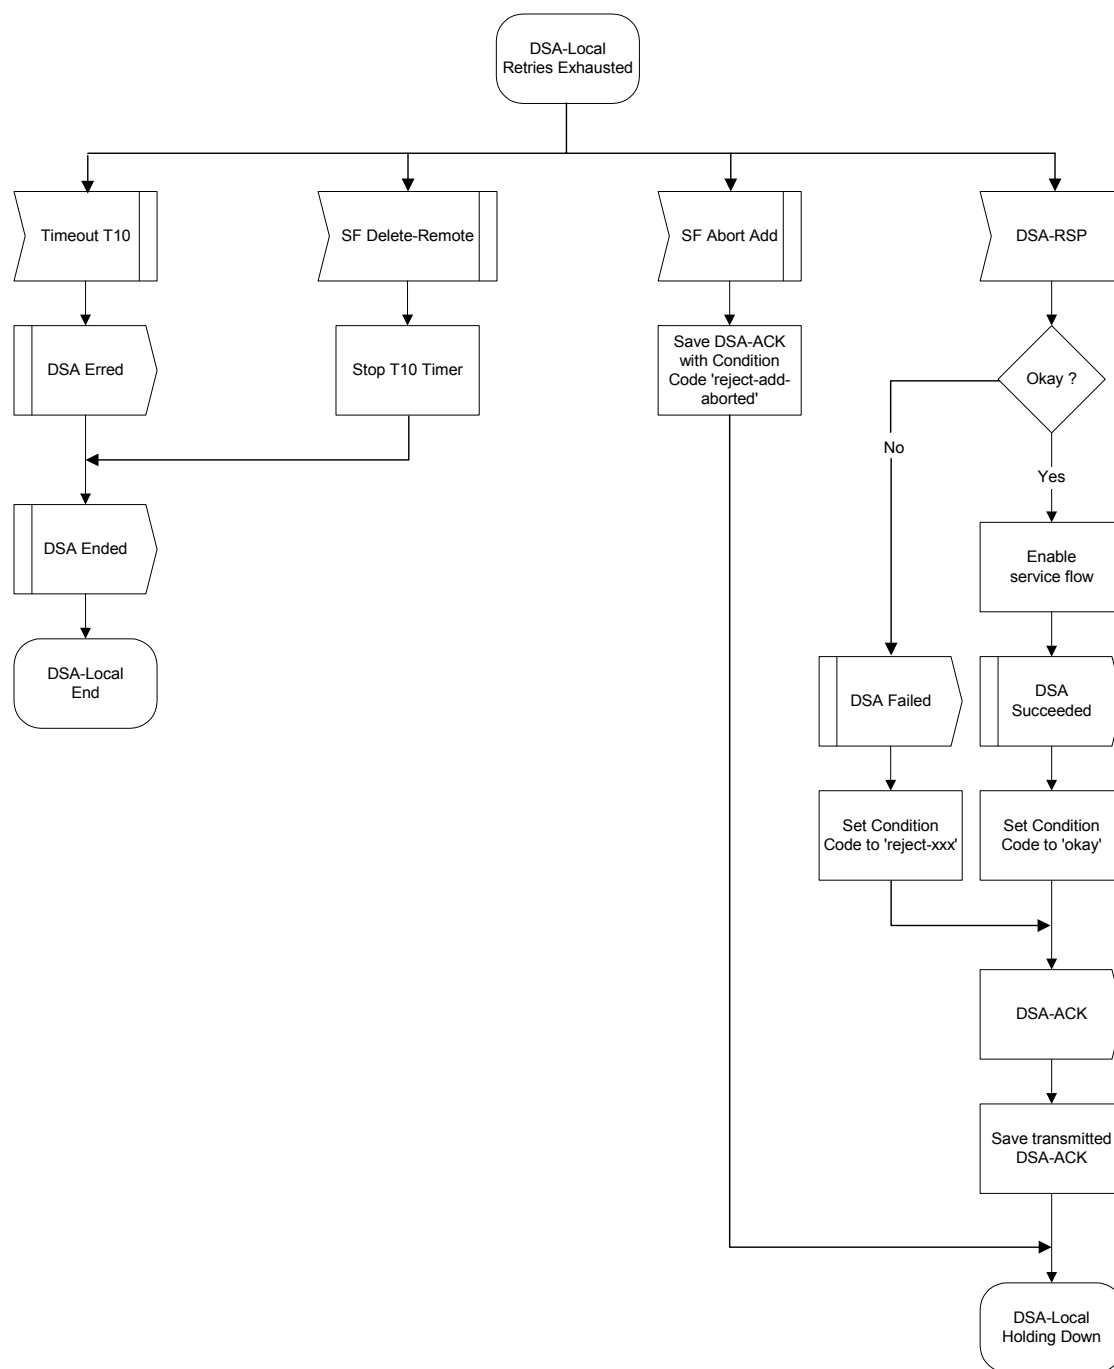 DSA-Local
Retries Exhausted
Timeout T10
SF Delete-Remote
SF Abort Add
DSA-RSP
DSA Erred
Stop T10 Timer
Save DSA-ACK
with Condition
Code 'reject-add-
aborted'
Okay ?
No
Yes
DSA Ended
Enable
service flow
DSA-Local
End
DSA Failed
DSA
Succeeded
Set Condition
Code to 'reject-xxx'
Set Condition
Code to 'okay'
DSA-ACK
Save transmitted
DSA-ACK
DSA-Local
Holding Down